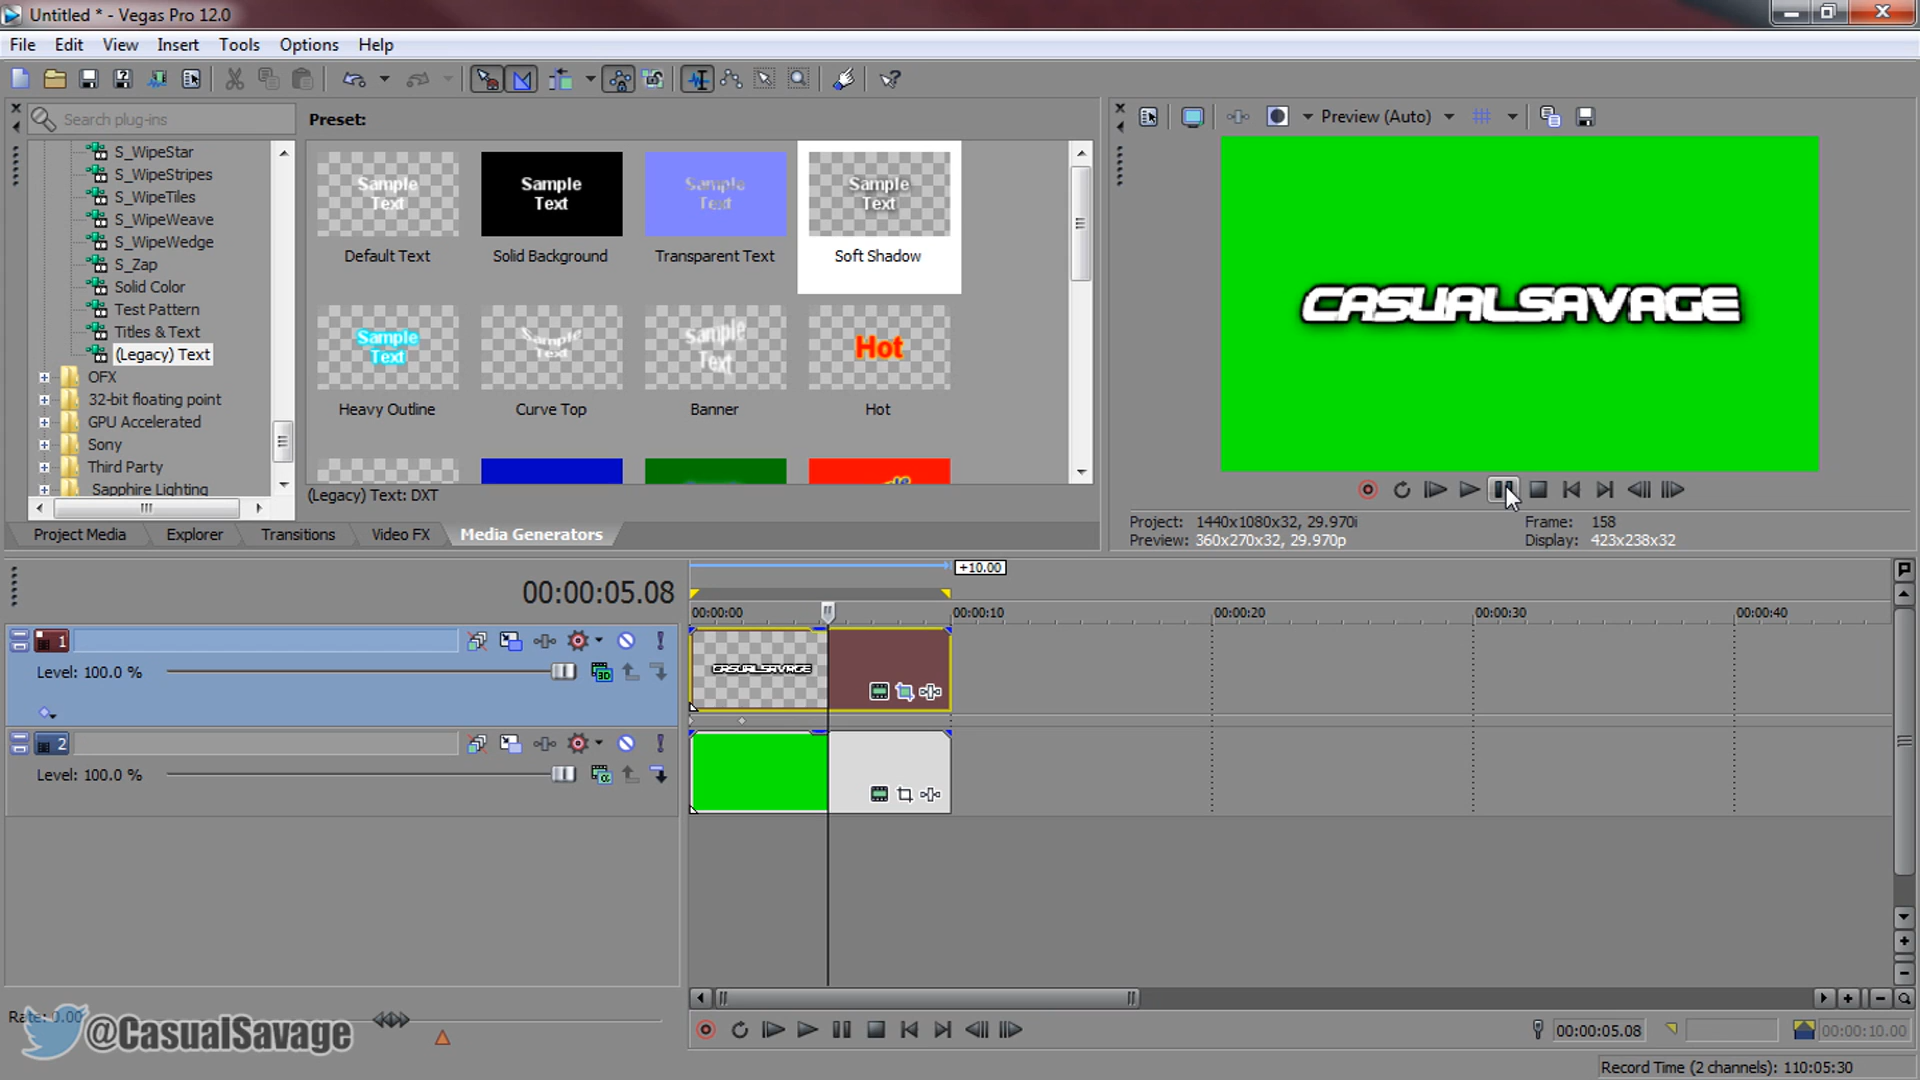 Untitled * - Vegas Pro 12.0
File Edit View Insert Tools Options Help
Search plug-ins
S_WipeStar
S_WipeStripes
S_WipeTiles
S_WipeWeave
S_WipeWedge
S_Zap
Solid Color
Test Pattern
Titles & Text
(Legacy) Text
OFX
32-bit floating point
GPU Accelerated
Sony
Third Party
Sapphire Lighting
Preset:
Sample Text
Sample Text
Sample Text
Sample Text
Default Text
Solid Background
Transparent Text
Soft Shadow
Sample Text
Sample Text
Sample Text
Hot
Heavy Outline
Curve Top
Banner
Hot
(Legacy) Text: DXT
Project Media Explorer Transitions Video FX Media Generators
Preview (Auto)
CASUALSAVAGE
Project: 1440x1080x32, 29.970i
Preview: 360x270x32, 29.970p
Frame: 158
Display: 423x238x32
00:00:05.08
+10.00
00:00:00 00:00:10 00:00:20 00:00:30 00:00:40
1
Level: 100.0 %
CASUALSAVAGE
2
Level: 100.0 %
Rate: 0.00
@CasualSavage
00:00:05.08
00:00:10.00
Record Time (2 channels): 110:05:30